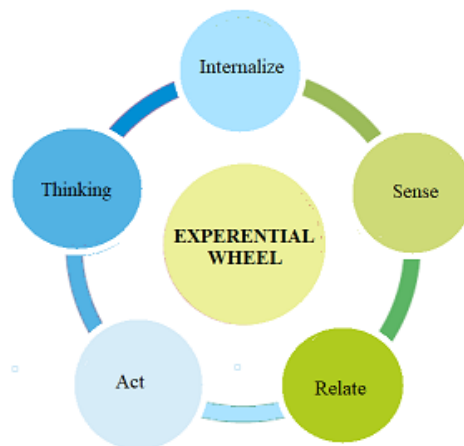 Internalize
Thinking
Sense
EXPERENTIAL
WHEEL
Act
Relate